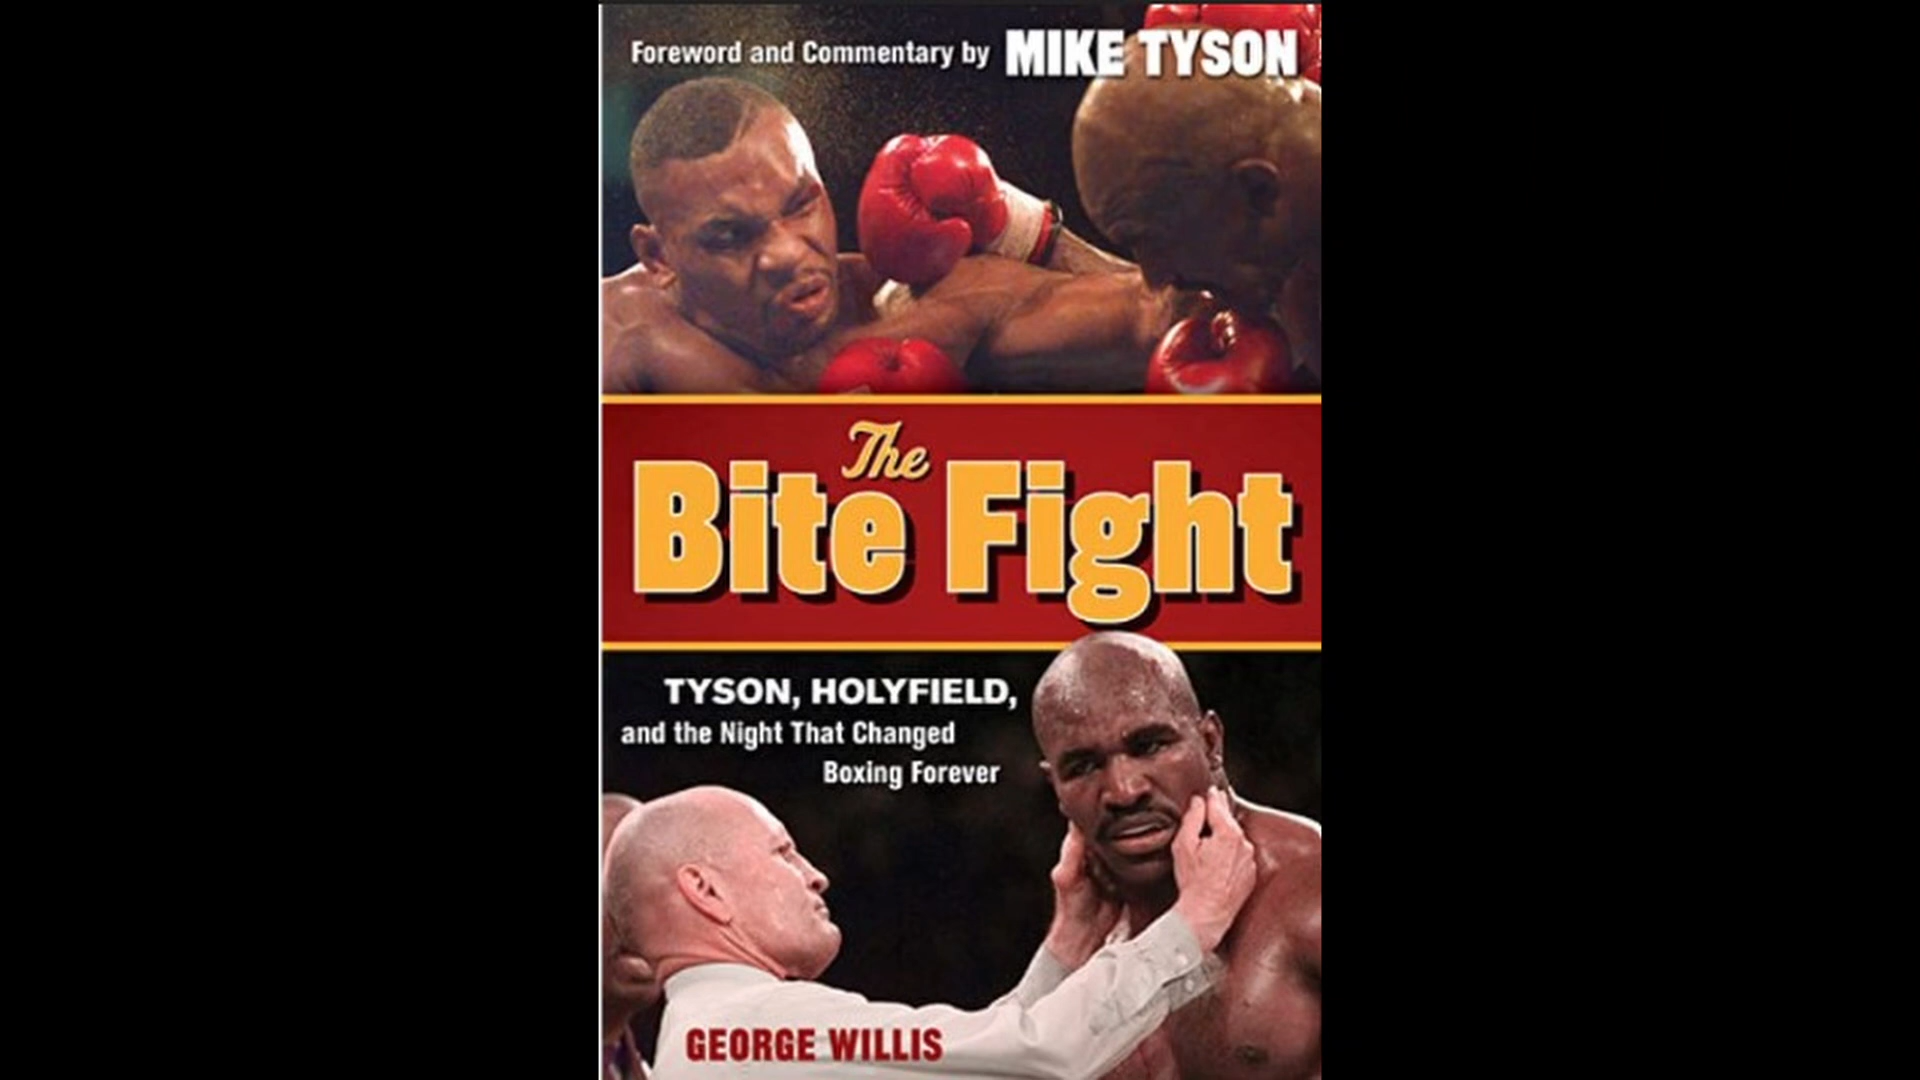 Foreword and Commentary by MIKE TYSON
The
Bite Fight
TYSON, HOLYFIELD,
and the Night That Changed
Boxing Forever
GEORGE WILLIS